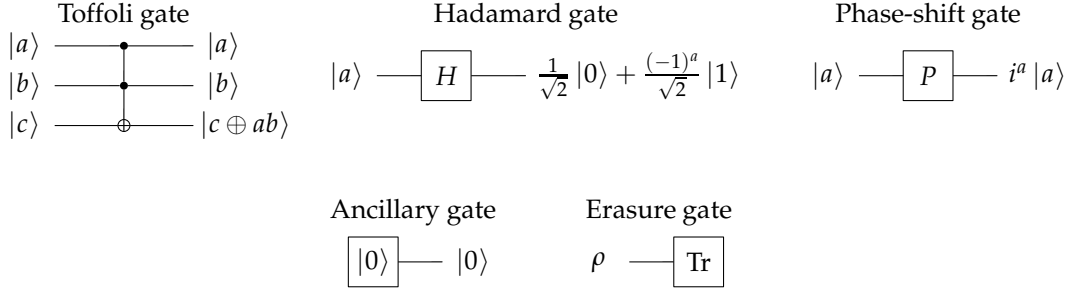 Toffoli gate
|a⟩ |a⟩
|b⟩ |b⟩
|c⟩ |c ⊕ ab⟩
Hadamard gate
|a⟩ H 1/√2 |0⟩ + (−1)^a/√2 |1⟩
Phase-shift gate
|a⟩ P i^a |a⟩
Ancillary gate
|0⟩ |0⟩
Erasure gate
ρ Tr